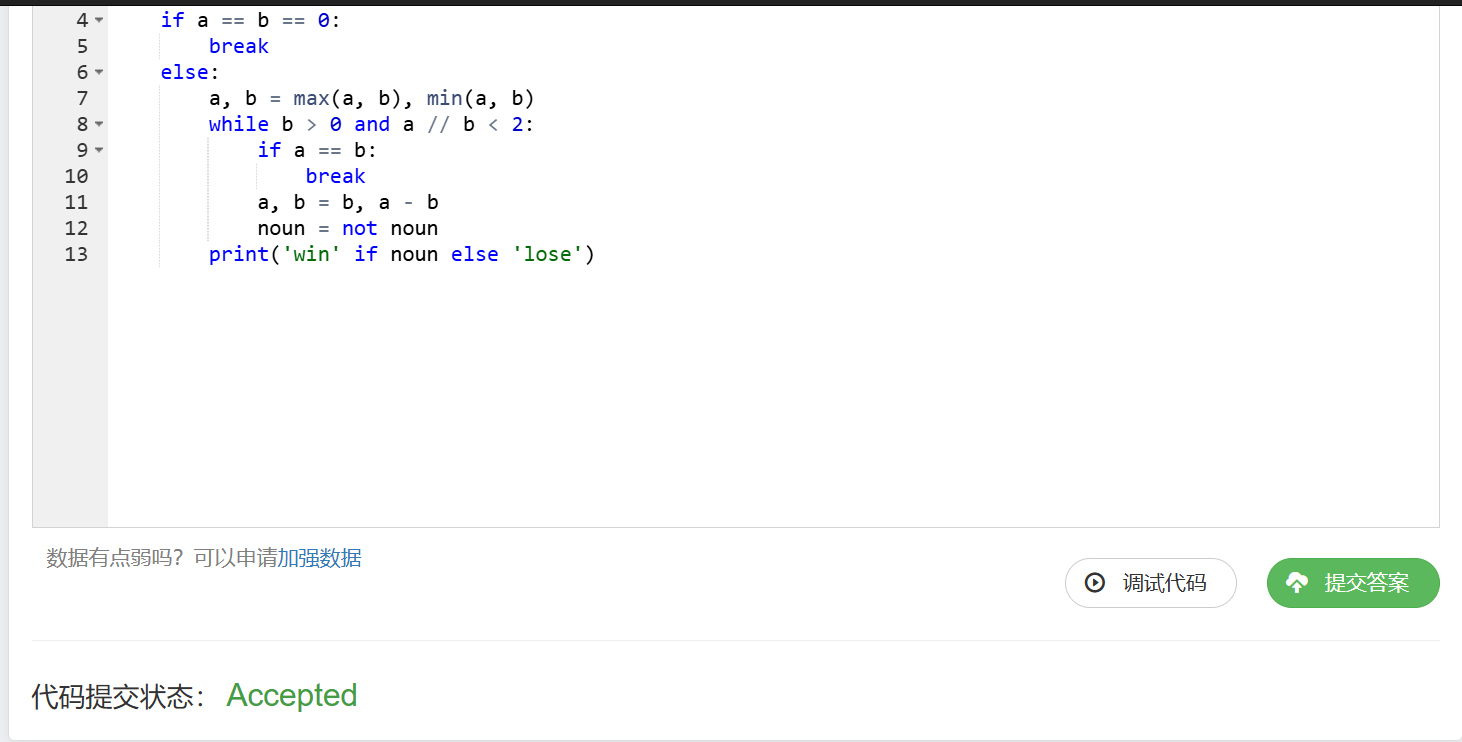 4 if a == b == 0:
5 break
6 else:
7 a, b = max(a, b), min(a, b)
8 while b > 0 and a // b < 2:
9 if a == b:
10 break
11 a, b = b, a - b
12 noun = not noun
13 print('win' if noun else 'lose')
数据有点弱吗？可以申请加强数据
调试代码
提交答案
代码提交状态： Accepted